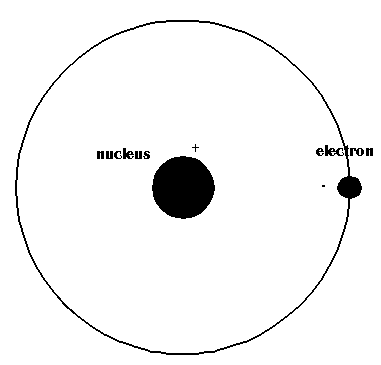 +
nucleus
electron
-